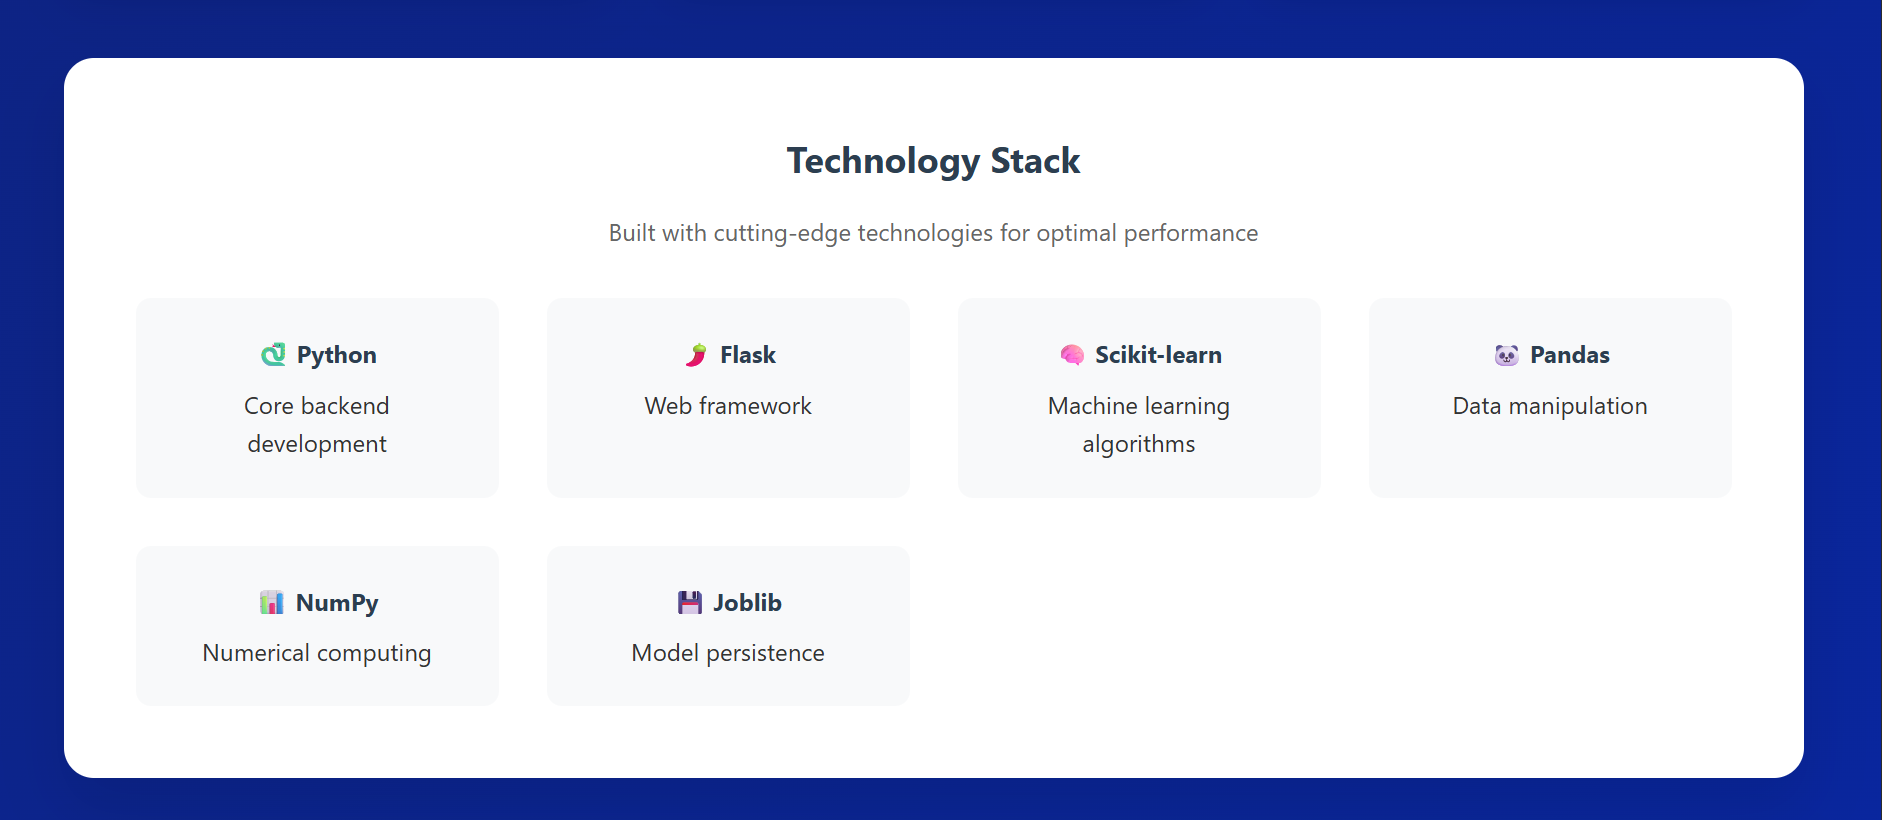 Technology Stack
Built with cutting-edge technologies for optimal performance
Python
Core backend
development
Flask
Web framework
Scikit-learn
Machine learning
algorithms
Pandas
Data manipulation
NumPy
Numerical computing
Joblib
Model persistence